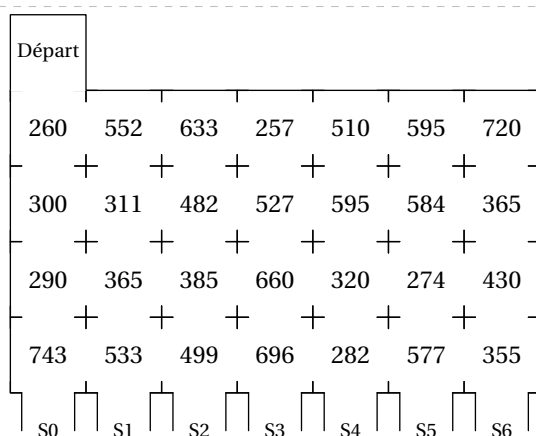 Départ
260 552 633 257 510 595 720
300 311 482 527 595 584 365
290 365 385 660 320 274 430
743 533 499 696 282 577 355
S0 S1 S2 S3 S4 S5 S6